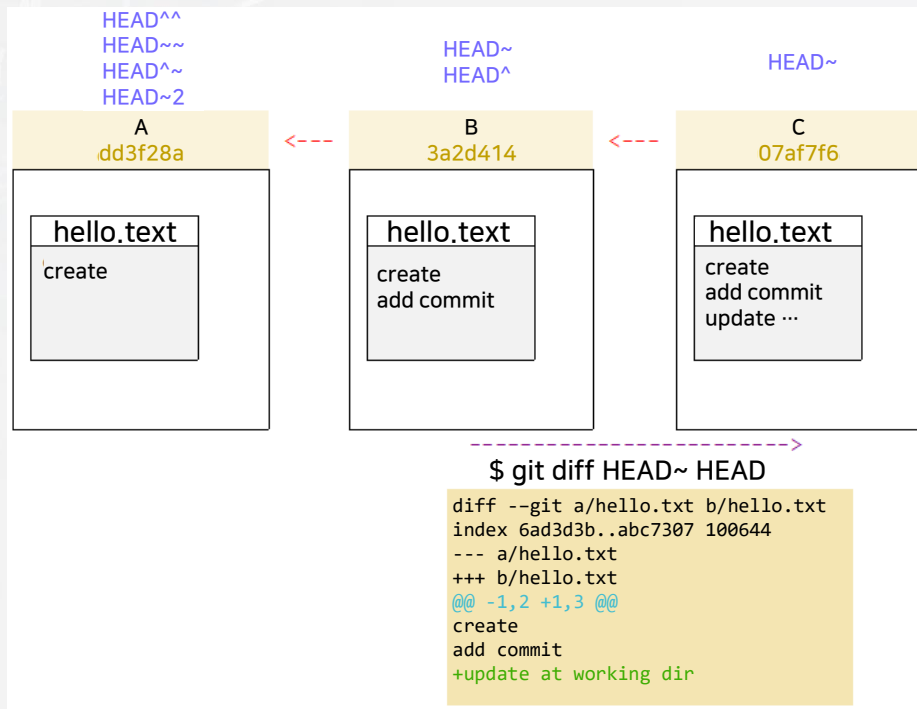 HEAD^^
HEAD~~
HEAD^~
HEAD~2
HEAD~
HEAD^
HEAD~
A
dd3f28a
<---
B
3a2d414
<---
C
07af7f6
hello.text
create
hello.text
create
add commit
hello.text
create
add commit
update ···
------------------------->
$ git diff HEAD~ HEAD
diff --git a/hello.txt b/hello.txt
index 6ad3d3b..abc7307 100644
--- a/hello.txt
+++ b/hello.txt
@@ -1,2 +1,3 @@
create
add commit
+update at working dir